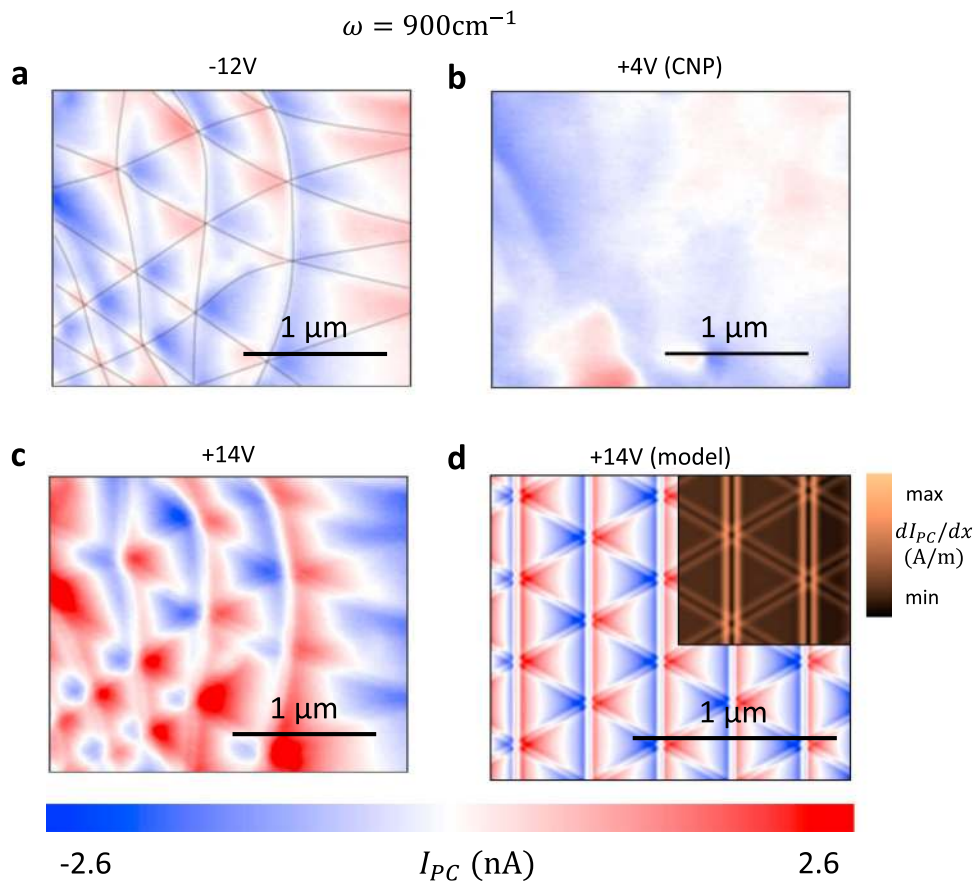 ω = 900cm⁻¹
a
-12V
b
+4V (CNP)
1 μm
1 μm
c
+14V
d
+14V (model)
max
dI_PC/dx
(A/m)
min
1 μm
1 μm
-2.6
I_PC (nA)
2.6